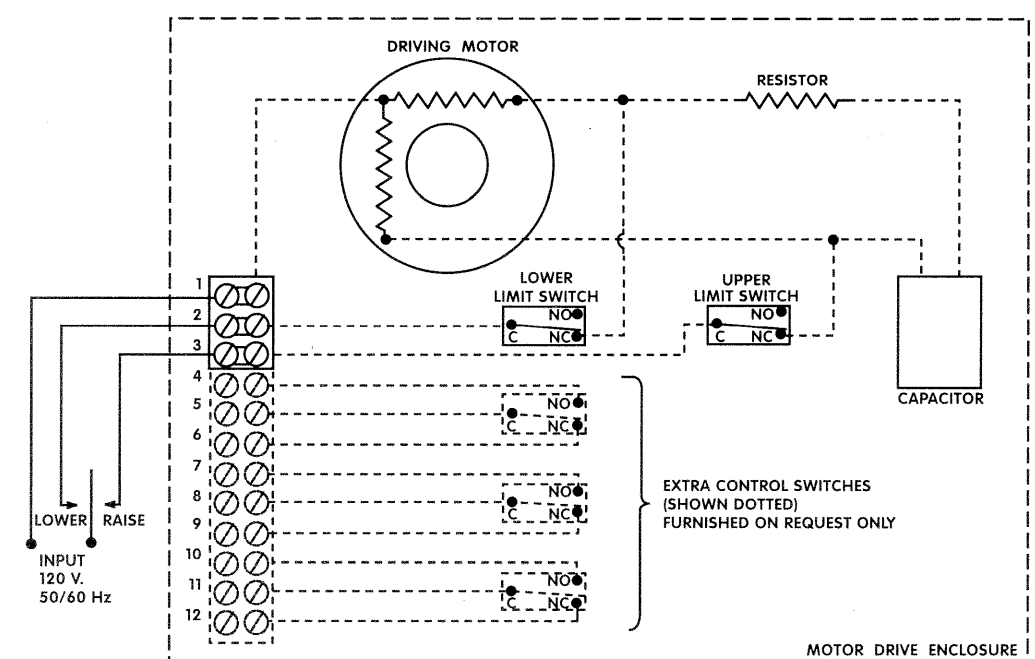 DRIVING MOTOR
RESISTOR
LOWER
LIMIT SWITCH
UPPER
LIMIT SWITCH
1
2
3
4
5
6
7
8
9
10
11
12
NO
C NC
NO
C NC
CAPACITOR
NO
C NC
NO
C NC
NO
C NC
EXTRA CONTROL SWITCHES
(SHOWN DOTTED)
FURNISHED ON REQUEST ONLY
LOWER RAISE
INPUT
120 V.
50/60 Hz
MOTOR DRIVE ENCLOSURE